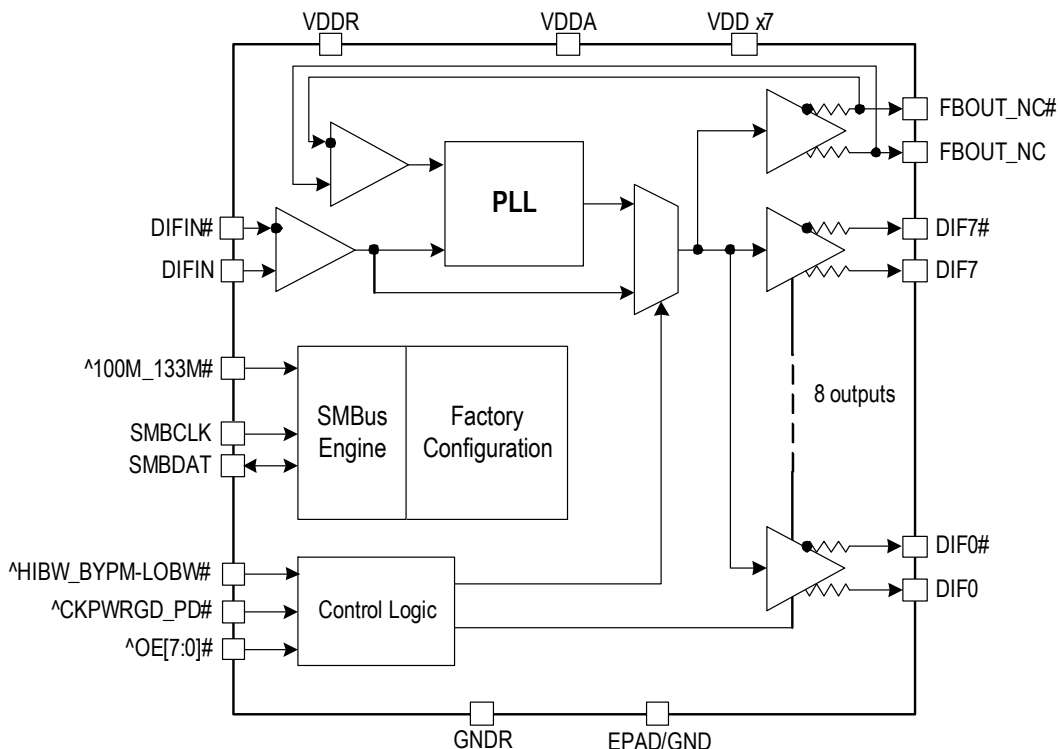 VDDR
VDDA
VDD x7
FBOUT_NC#
FBOUT_NC
PLL
DIFIN#
DIFIN
DIF7#
DIF7
^100M_133M#
SMBCLK
SMBDAT
SMBus
Engine
Factory
Configuration
8 outputs
^HIBW_BYPM-LOBW#
^CKPWRGD_PD#
^OE[7:0]#
Control Logic
DIF0#
DIF0
GNDR
EPAD/GND